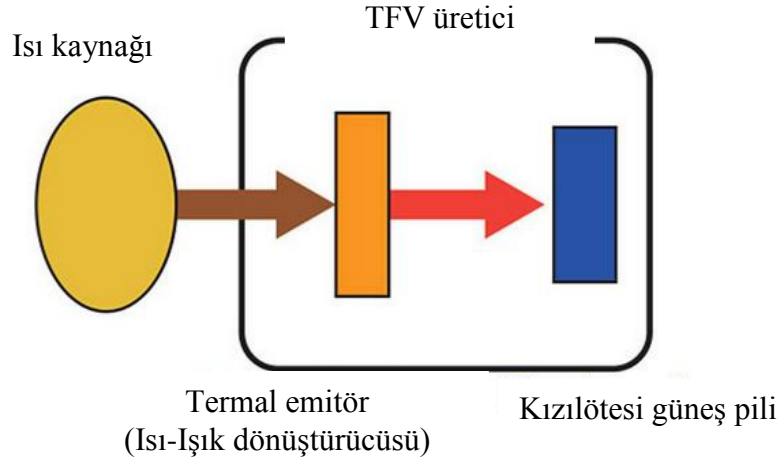 TFV üretici
Isı kaynağı
Termal emitör
(Isı-Işık dönüştürücüsü)
Kızılötesi güneş pili